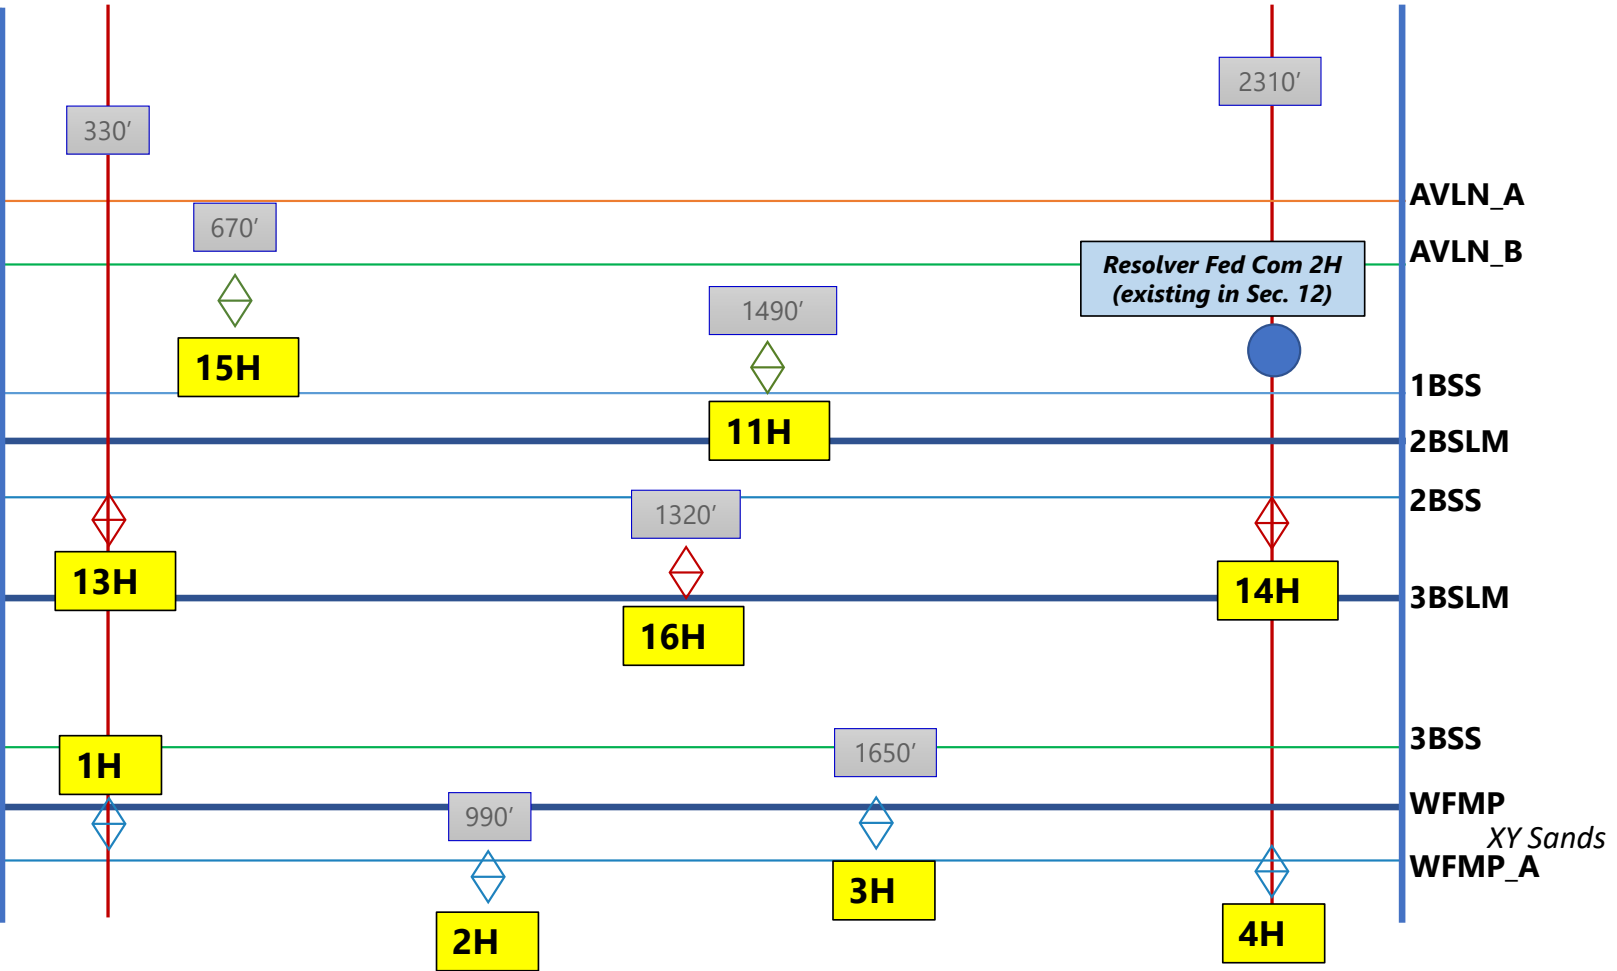 2310’
330’
AVLN_A
670’
AVLN_B
Resolver Fed Com 2H
(existing in Sec. 12)
1490’
15H
1BSS
11H
2BSLM
2BSS
1320’
13H
14H
3BSLM
16H
3BSS
1650’
1H
WFMP
990’
XY Sands
WFMP_A
3H
2H
4H